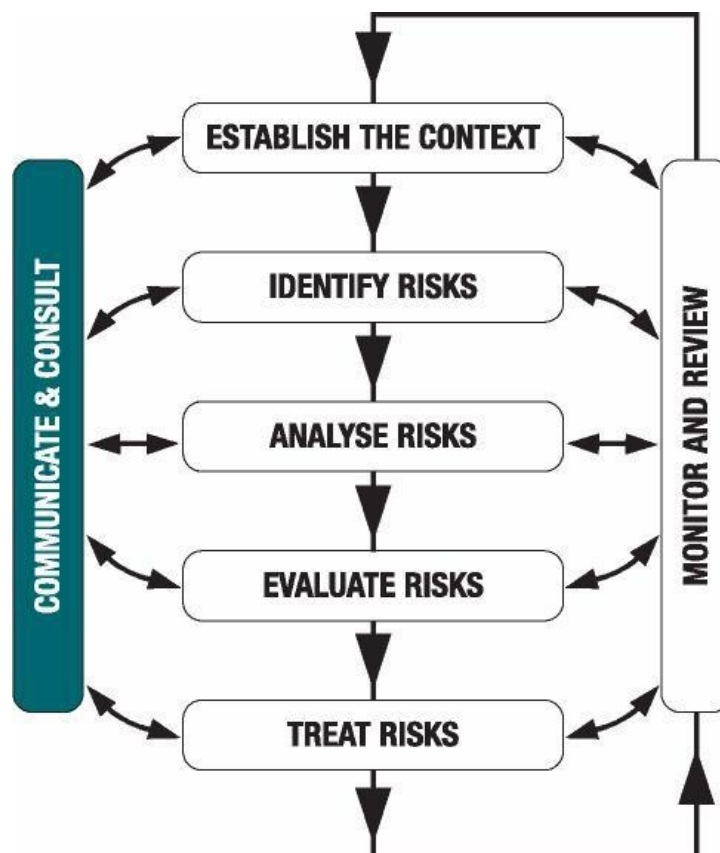 ESTABLISH THE CONTEXT
COMMUNICATE & CONSULT
IDENTIFY RISKS
ANALYSE RISKS
EVALUATE RISKS
TREAT RISKS
MONITOR AND REVIEW